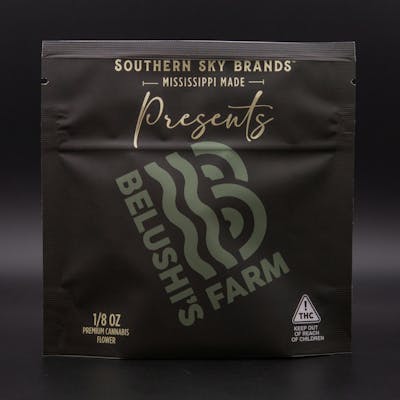 SOUTHERN SKY BRANDS™
MISSISSIPPI MADE
Presents
BELUSHI'S
FARM
1/8 OZ
PREMIUM CANNABIS
FLOWER
!
THC
KEEP OUT
OF REACH
OF CHILDREN